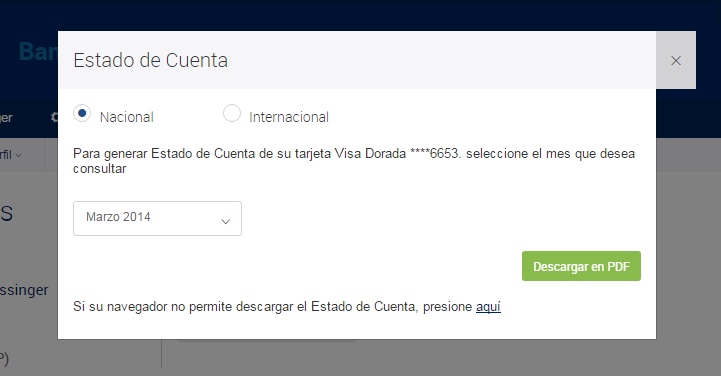 Ban
Estado de Cuenta
ger
Nacional
Internacional
rfil
Para generar Estado de Cuenta de su tarjeta Visa Dorada ****6653. seleccione el mes que desea
consultar
s
Marzo 2014
Descargar en PDF
ssinger
Si su navegador no permite descargar el Estado de Cuenta, presione aquí
P)